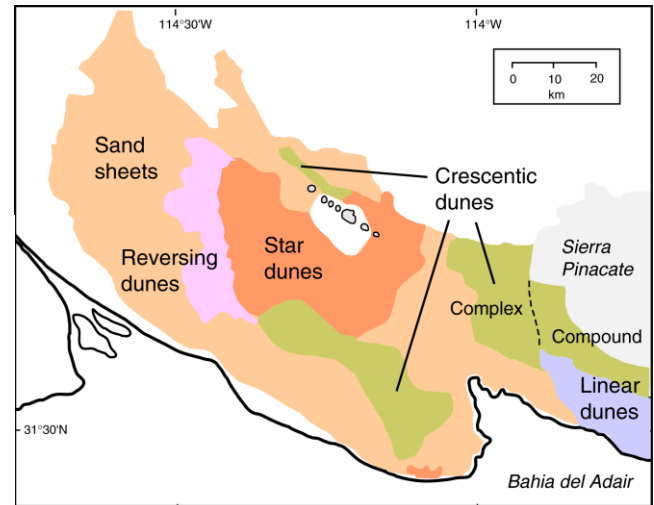 114°30'W
114°W
0 10 20
km
Sand
sheets
Crescentic
dunes
Reversing
dunes
Star
dunes
Sierra
Pinacate
Complex
Compound
Linear
dunes
31°30'N
Bahia del Adair